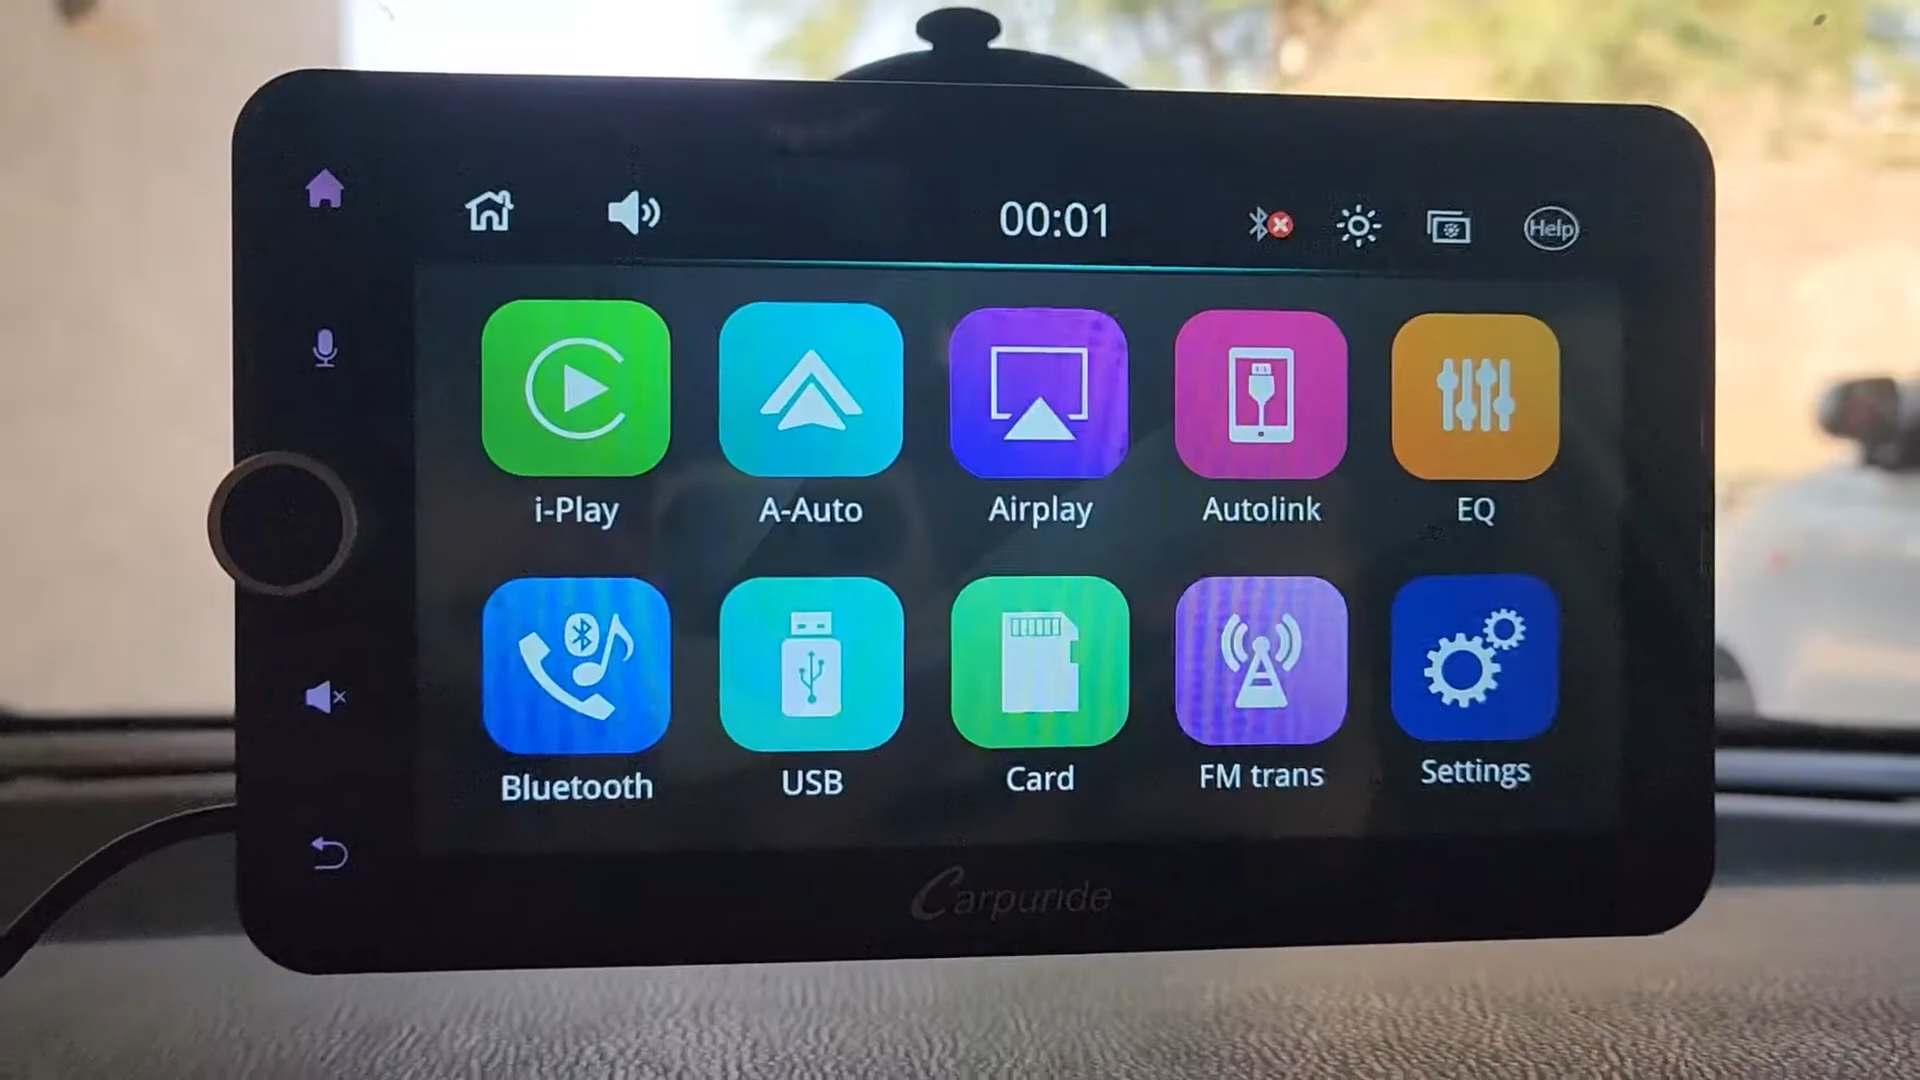 00:01
Help
i-Play
A-Auto
Airplay
Autolink
EQ
Bluetooth
USB
Card
FM trans
Settings
Carpuride